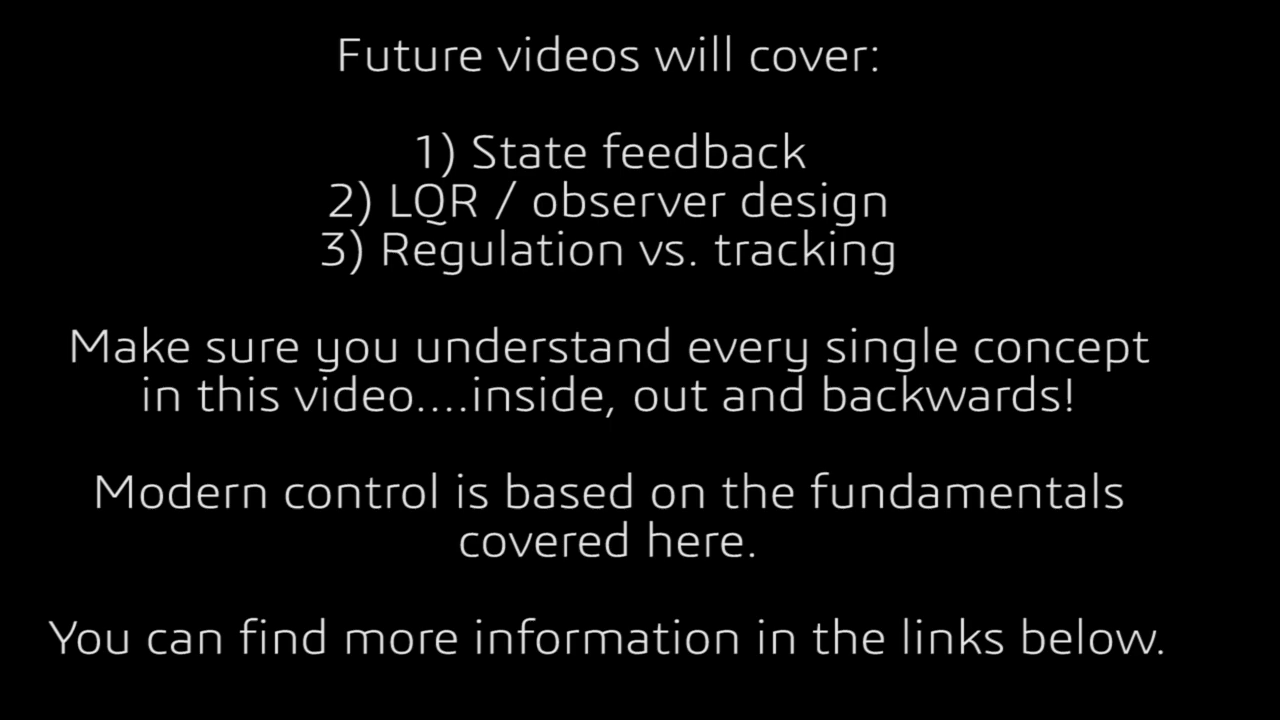 Future videos will cover:
1) State feedback
2) LQR / observer design
3) Regulation vs. tracking
Make sure you understand every single concept
in this video....inside, out and backwards!
Modern control is based on the fundamentals
covered here.
You can find more information in the links below.